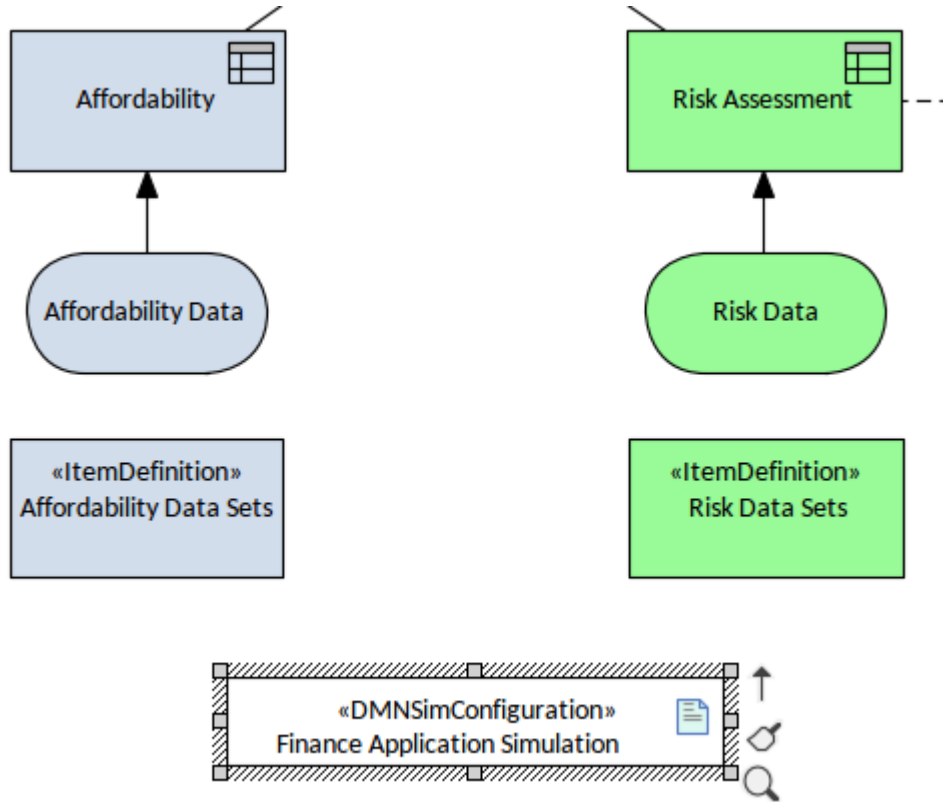 Affordability
Risk Assessment
Affordability Data
Risk Data
«ItemDefinition»
Affordability Data Sets
«ItemDefinition»
Risk Data Sets
«DMNSimConfiguration»
Finance Application Simulation